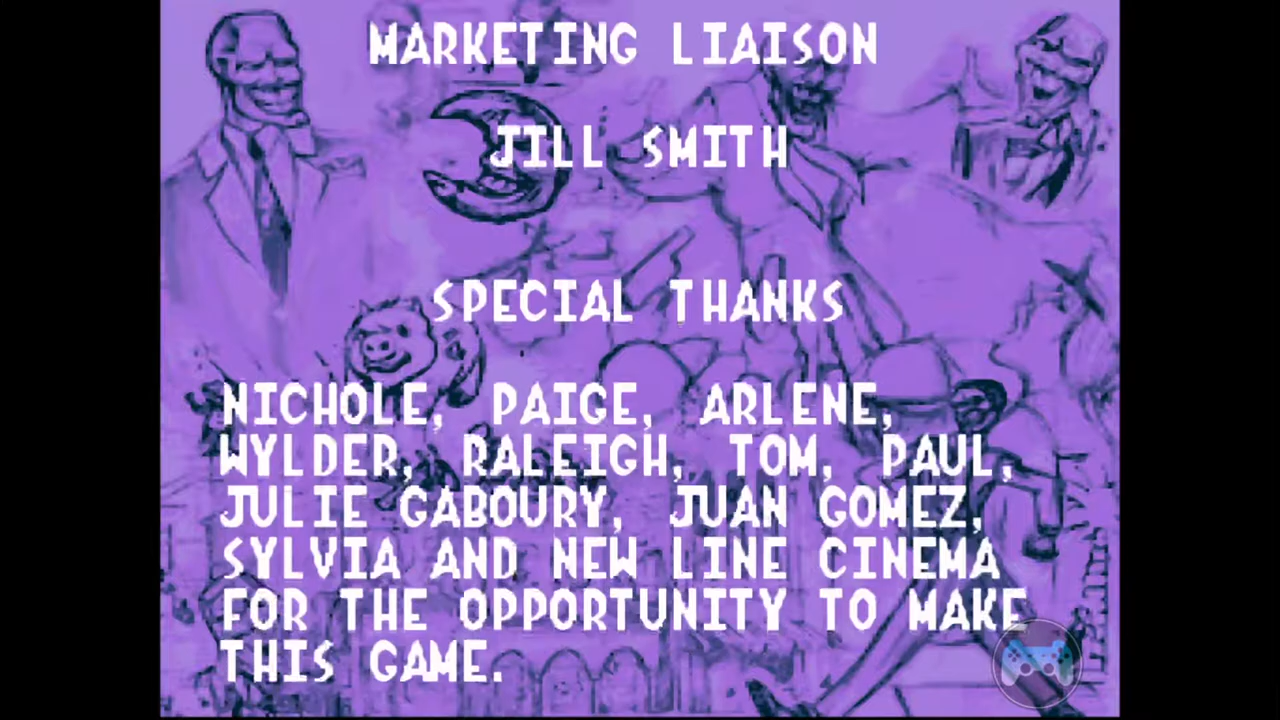 MARKETING LIAISON
JILL SMITH
SPECIAL THANKS
NICHOLE, PAIGE, ARLENE,
WYLDER, RALEIGH, TOM, PAUL,
JULIE GABOURY, JUAN GOMEZ,
SYLVIA AND NEW LINE CINEMA
FOR THE OPPORTUNITY TO MAKE
THIS GAME.